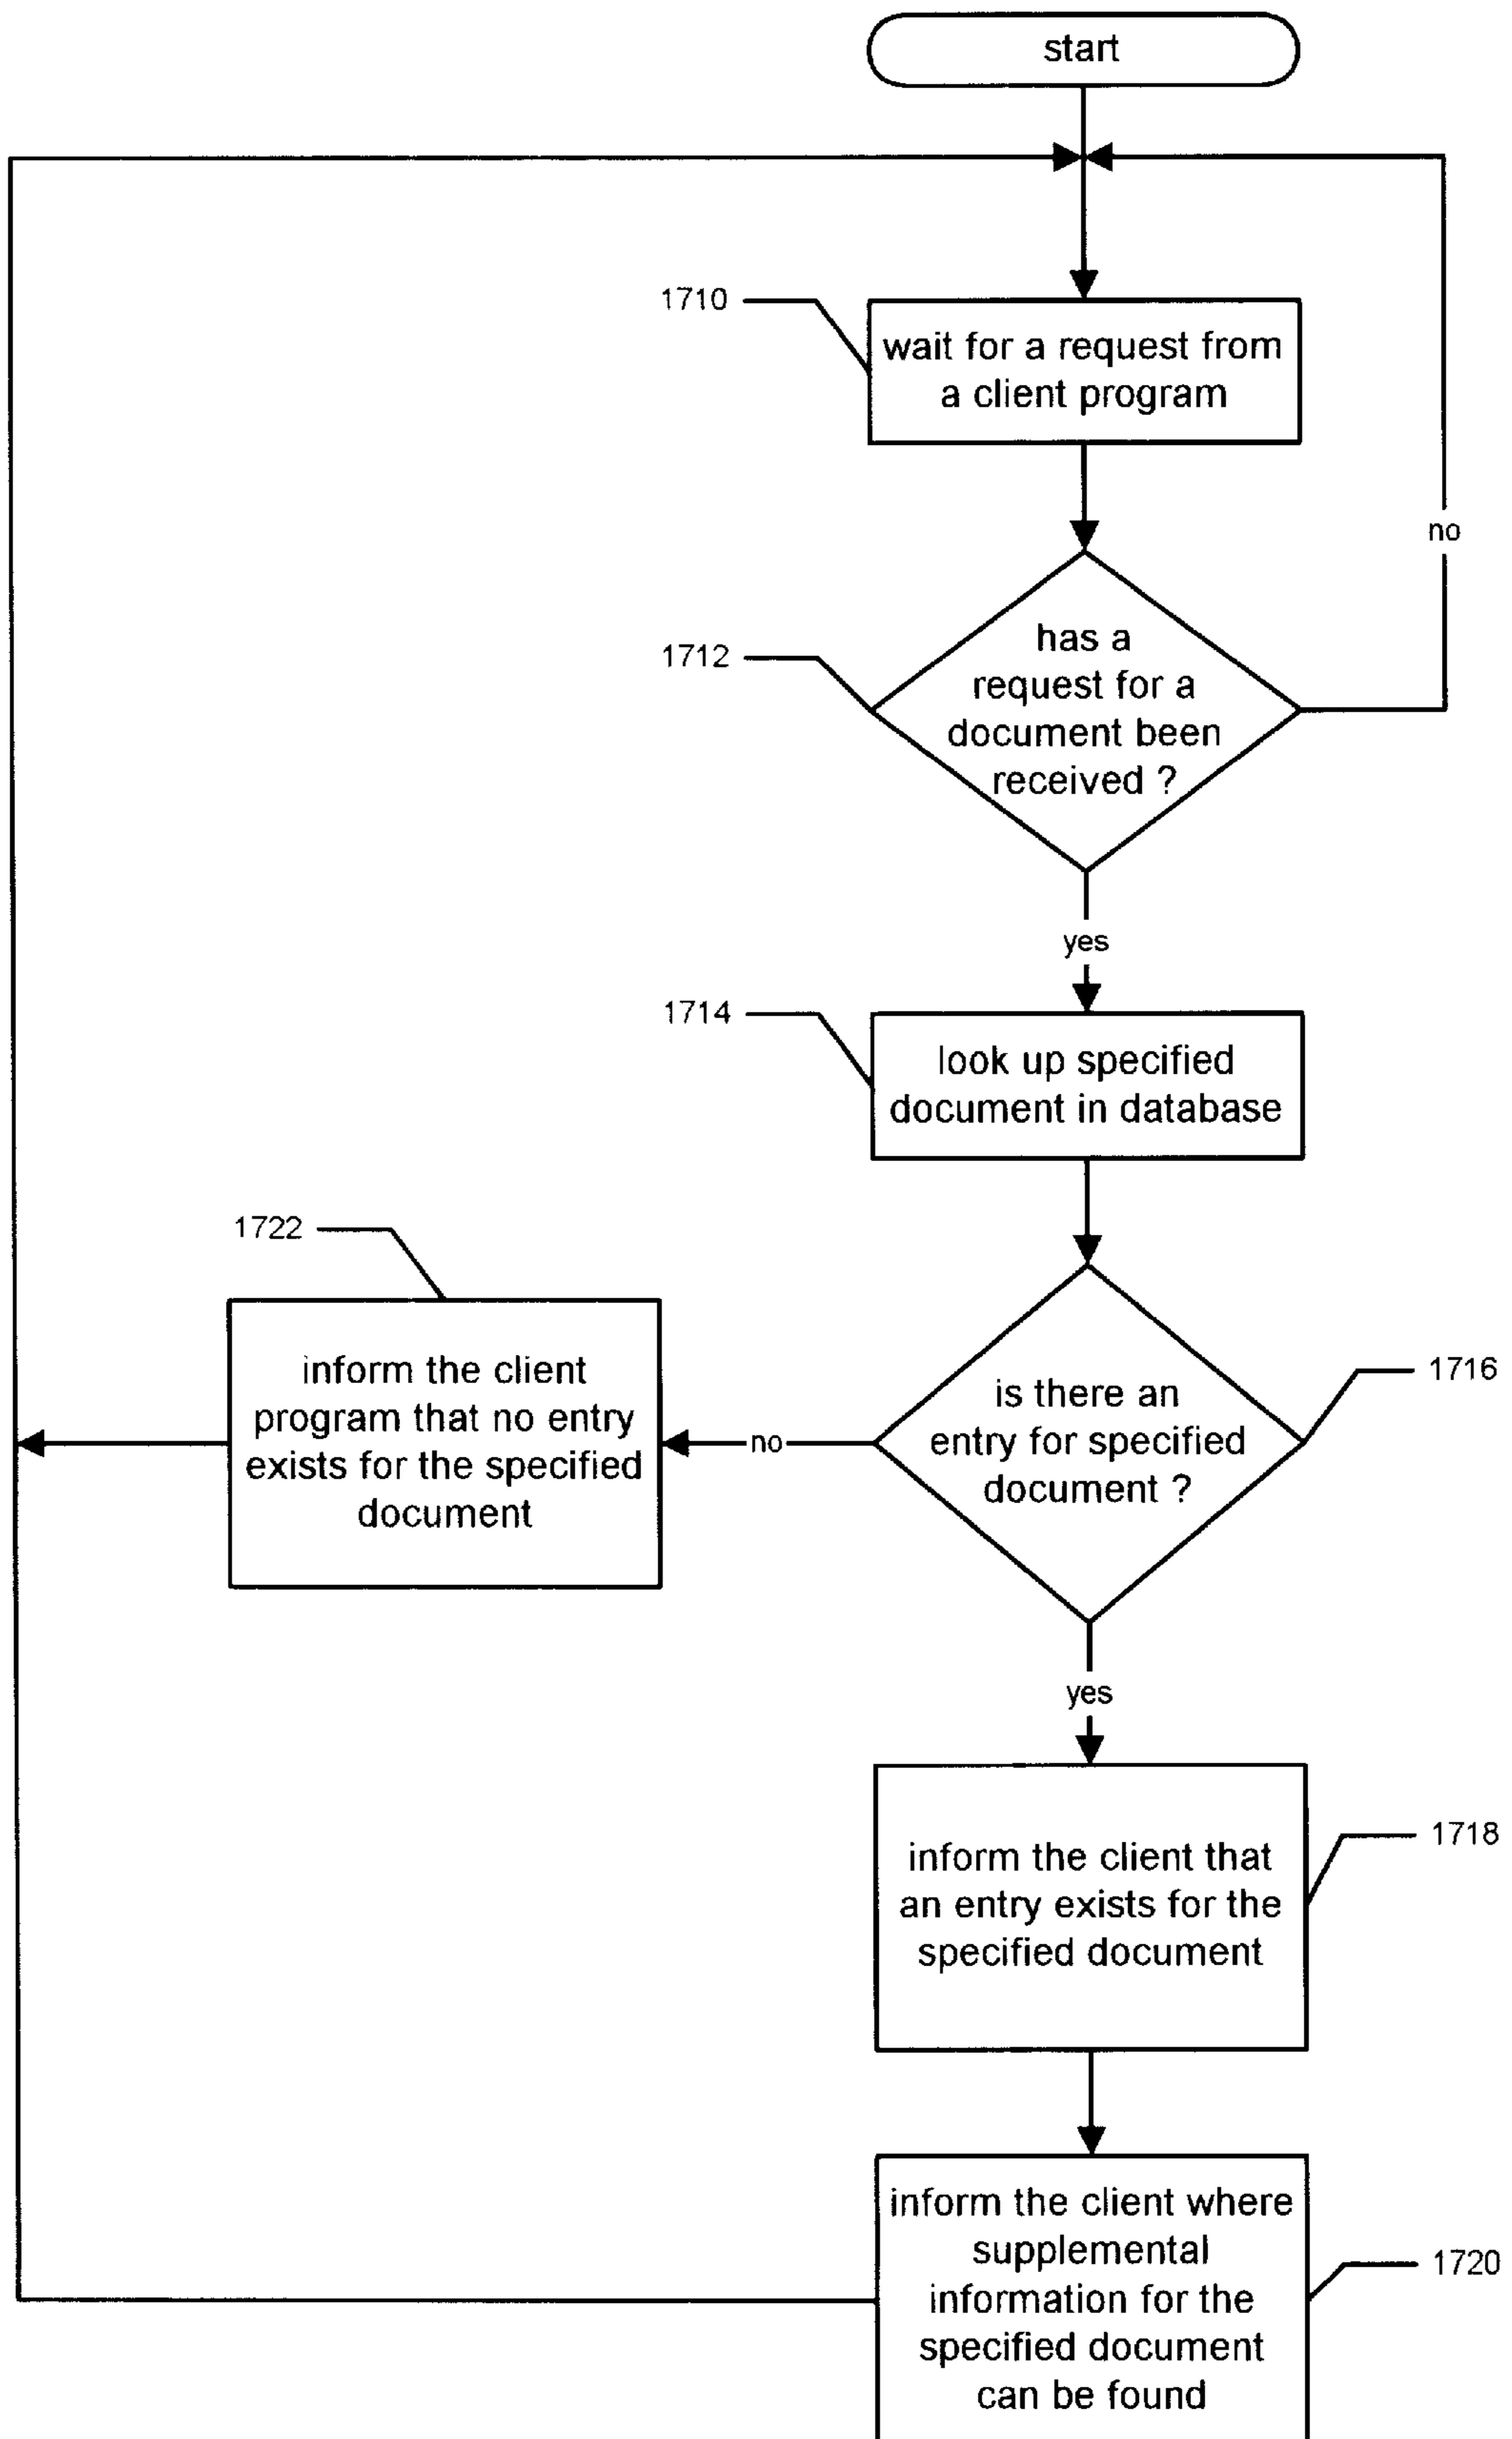 start
1710
wait for a request from
a client program
no
1712
has a
request for a
document been
received ?
yes
1714
look up specified
document in database
1722
inform the client
program that no entry
exists for the specified
document
no
1716
is there an
entry for specified
document ?
yes
1718
inform the client that
an entry exists for the
specified document
1720
inform the client where
supplemental
information for the
specified document
can be found